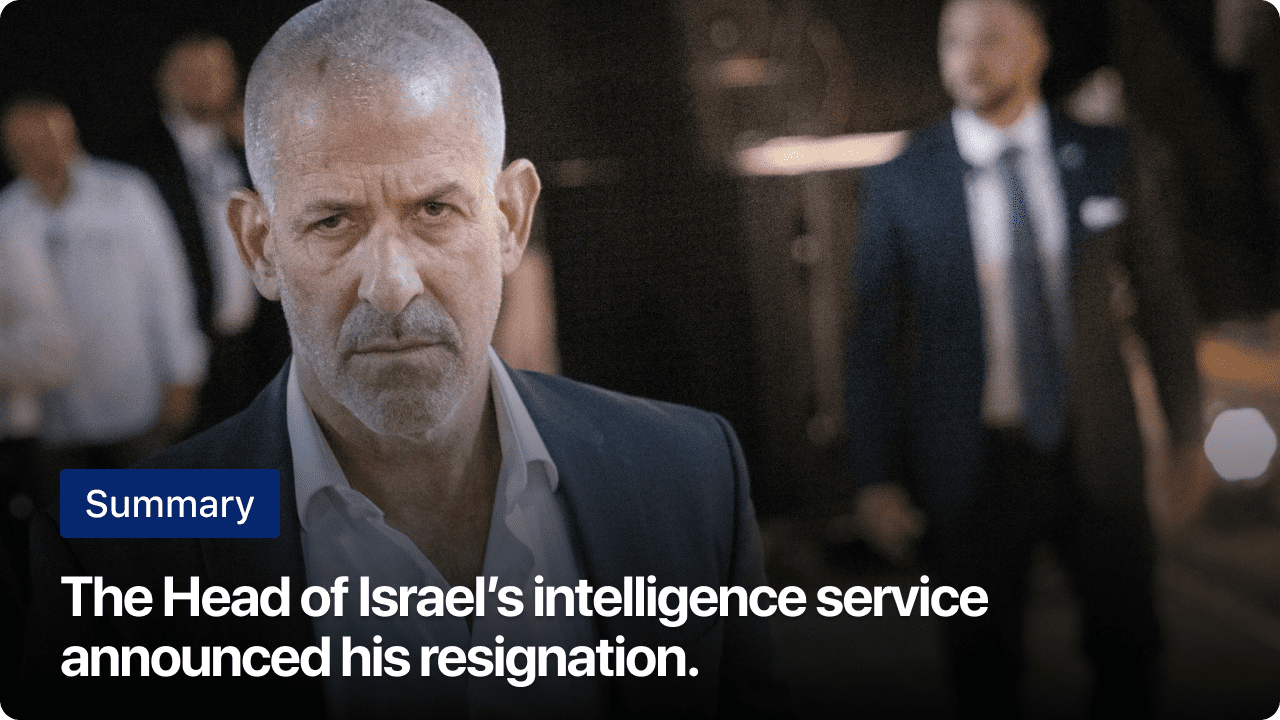 Summary
The Head of Israel’s intelligence service
announced his resignation.